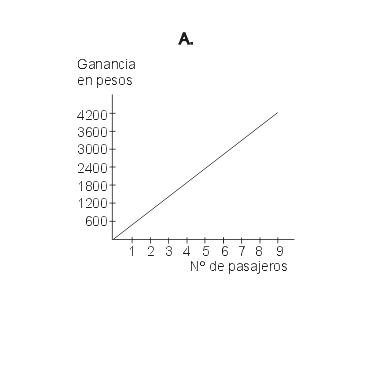 A.
Ganancia
en pesos
4200
3600
3000
2400
1800
1200
600
1 2 3 4 5 6 7 8 9
Nº de pasajeros